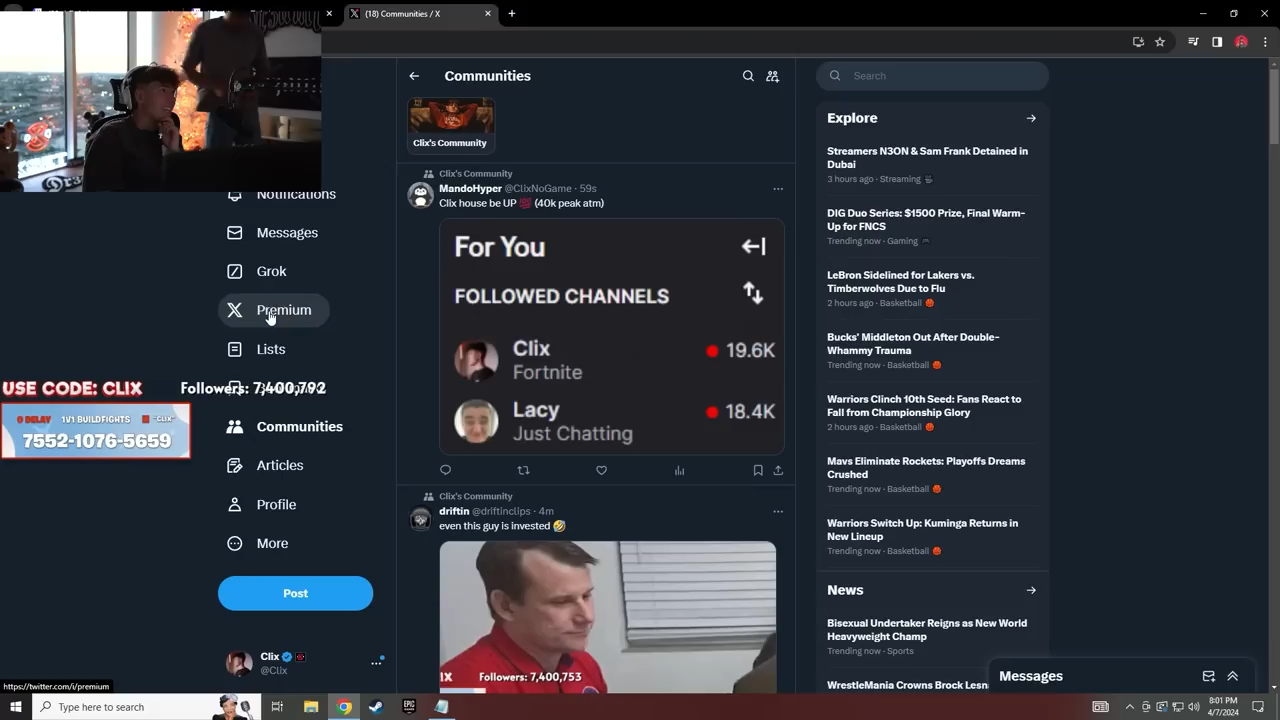 (18) Communities / X
Communities
Search
Clix's Community
Explore
Streamers N3ON & Sam Frank Detained in
Dubai
3 hours ago · Streaming
DIG Duo Series: $1500 Prize, Final Warm-
Up for FNCS
Trending now · Gaming
LeBron Sidelined for Lakers vs.
Timberwolves Due to Flu
2 hours ago · Basketball
Bucks' Middleton Out After Double-
Whammy Trauma
Trending now · Basketball
Warriors Clinch 10th Seed: Fans React to
Fall from Championship Glory
2 hours ago · Basketball
Mavs Eliminate Rockets: Playoffs Dreams
Crushed
Trending now · Basketball
Warriors Switch Up: Kuminga Returns in
New Lineup
Trending now · Basketball
News
Bisexual Undertaker Reigns as New World
Heavyweight Champ
Trending now · Sports
WrestleMania Crowns Brock
Messages
Clix's Community
MandoHyper @ClixNoGame · 59s
Clix house be UP 💯 (40k peak atm)
For You
FOLLOWED CHANNELS
Clix
19.6K
Fortnite
Lacy
18.4K
Just Chatting
Clix's Community
driftin @driftinclips · 4m
even this guy is invested 🤣
IX Followers: 7,400,753
Notifications
Messages
Grok
Premium
Lists
Communities
Articles
Profile
More
Post
Clix
@Clix
USE CODE: CLIX
Followers: 7,400,792
0 DELAY 1V1 BUILDFIGHTS "CLIX"
7552-1076-5659
https://twitter.com/i/premium
Type here to search
8:01 PM
4/7/2024